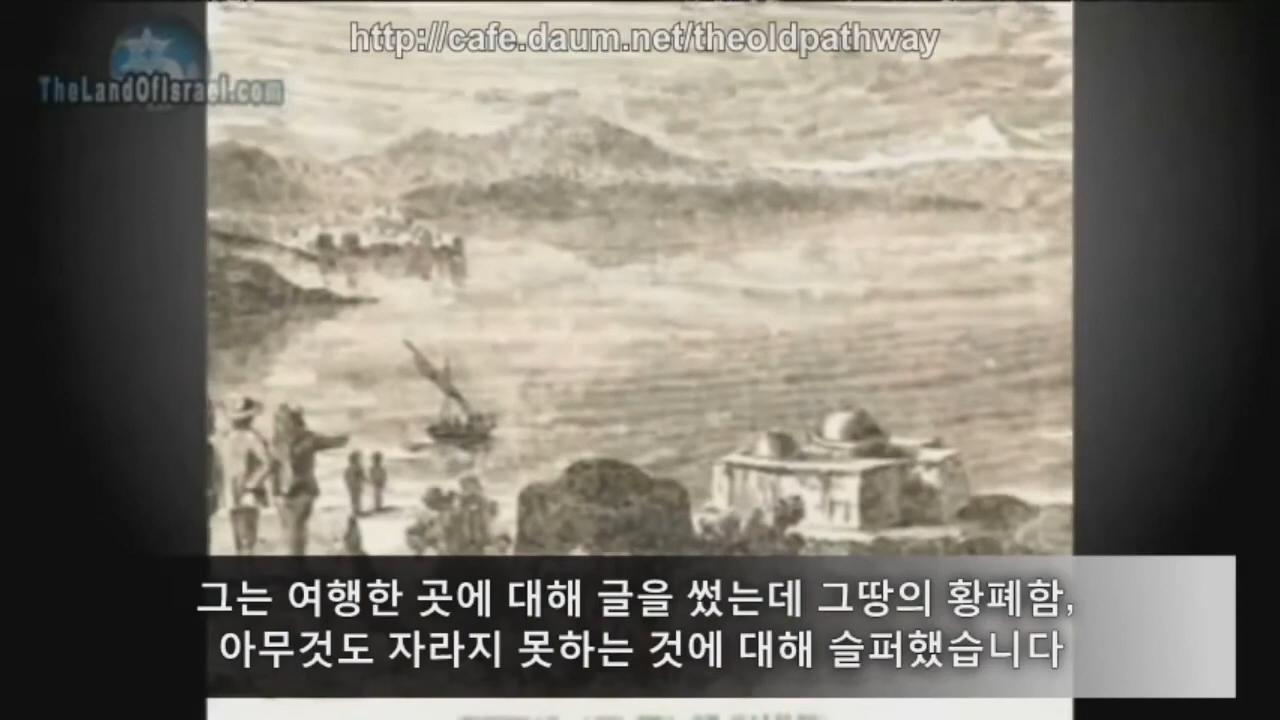 http://cafe.daum.net/theoldpathway
TheLandOfIsrael.com
그는 여행한 곳에 대해 글을 썼는데 그땅의 황폐함,
아무것도 자라지 못하는 것에 대해 슬퍼했습니다